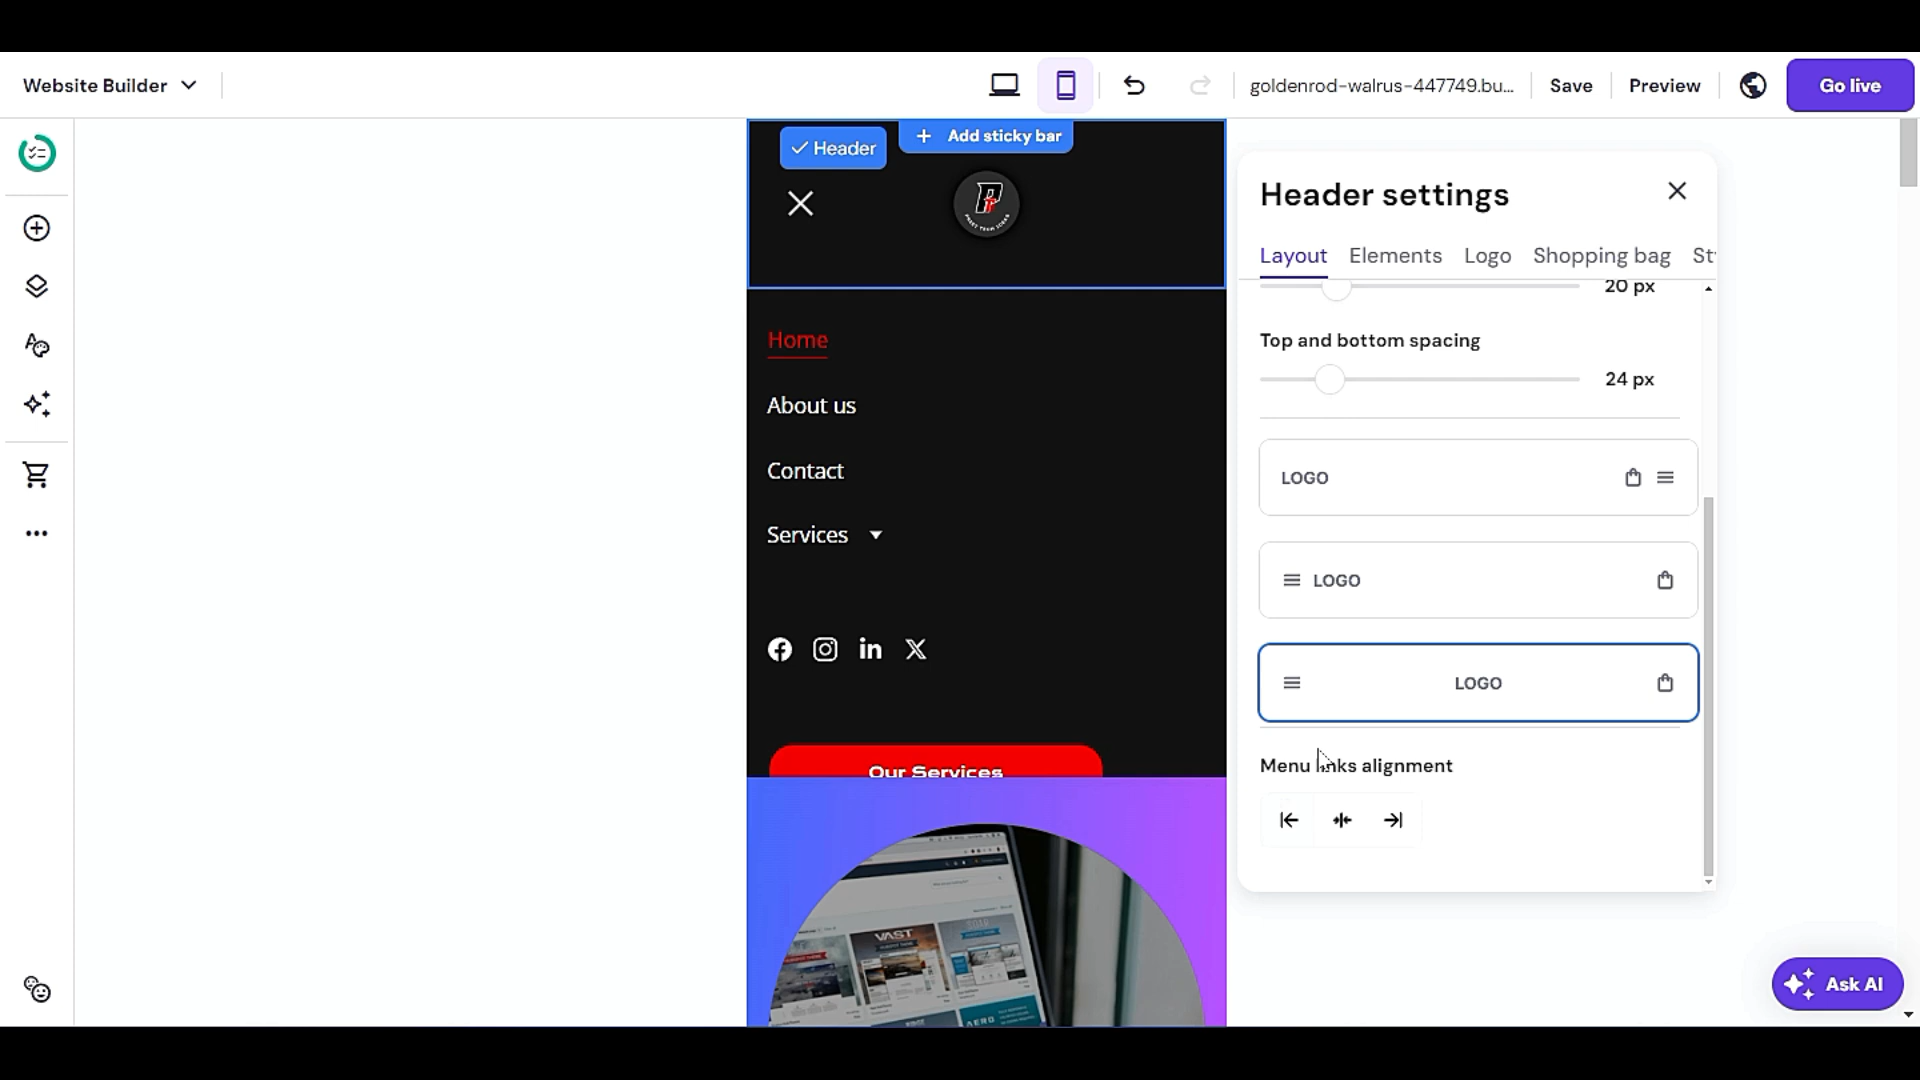 Website Builder
goldenrod-walrus-447749.bu...
Save
Preview
Go live
Header
+ Add sticky bar
Home
About us
Contact
Services
Our Services
VAST
AERO
Header settings
Layout
Elements
Logo
Shopping bag
St
20 px
Top and bottom spacing
24 px
LOGO
LOGO
LOGO
Menu links alignment
Ask AI